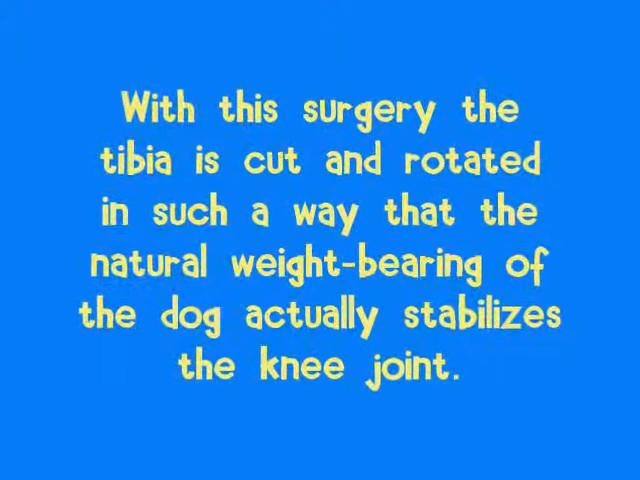 With this surgery the
tibia is cut and rotated
in such a way that the
natural weight-bearing of
the dog actually stabilizes
the knee joint.